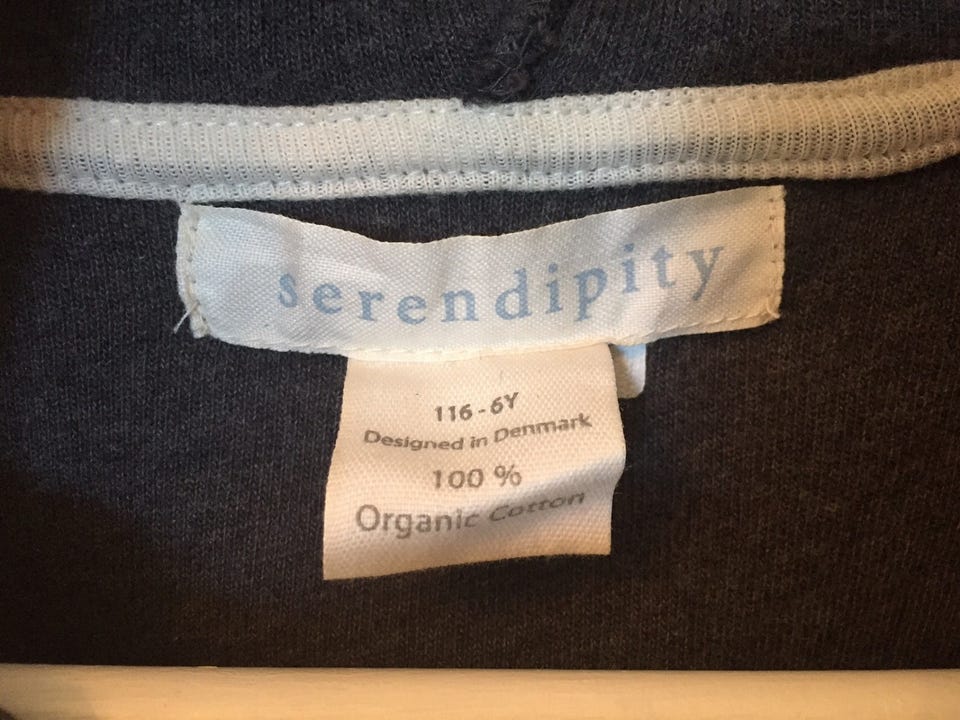 serendipity
116-6Y
Designed in Denmark
100 %
Organic Cotton